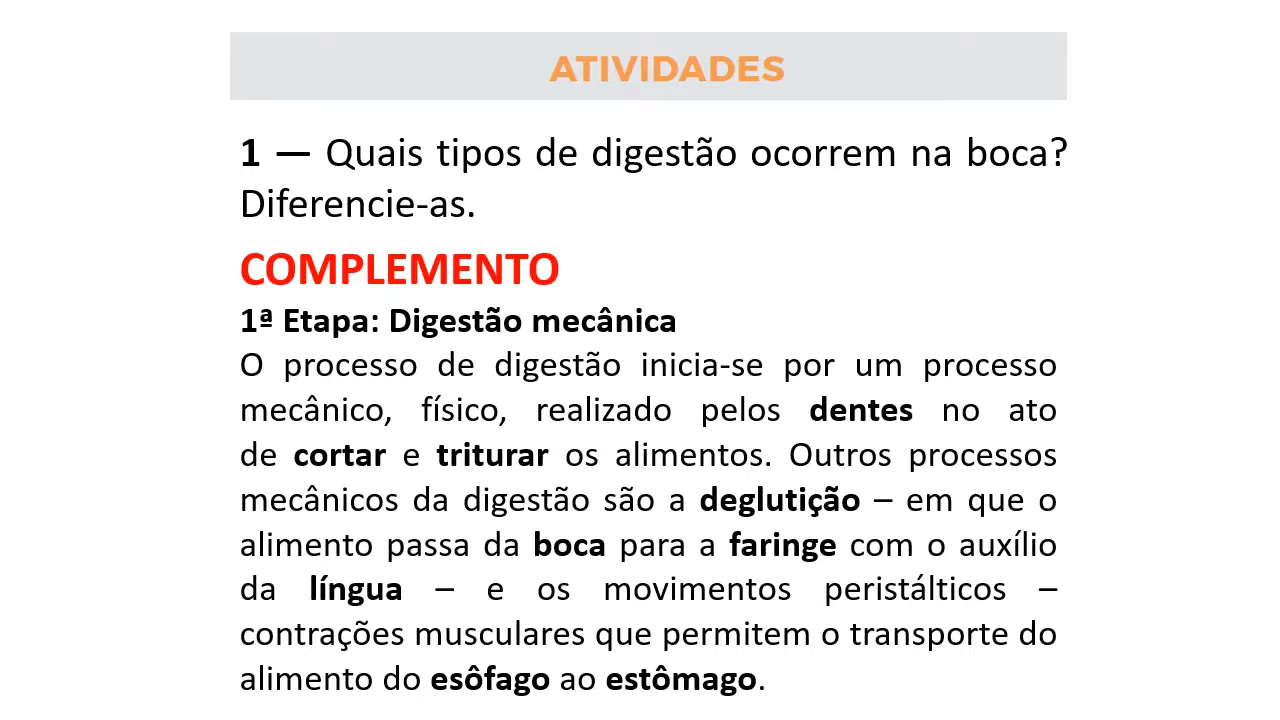 ATIVIDADES
1 — Quais tipos de digestão ocorrem na boca?
Diferencie-as.
COMPLEMENTO
1ª Etapa: Digestão mecânica
O processo de digestão inicia-se por um processo
mecânico, físico, realizado pelos dentes no ato
de cortar e triturar os alimentos. Outros processos
mecânicos da digestão são a deglutição – em que o
alimento passa da boca para a faringe com o auxílio
da língua – e os movimentos peristálticos –
contrações musculares que permitem o transporte do
alimento do esôfago ao estômago.